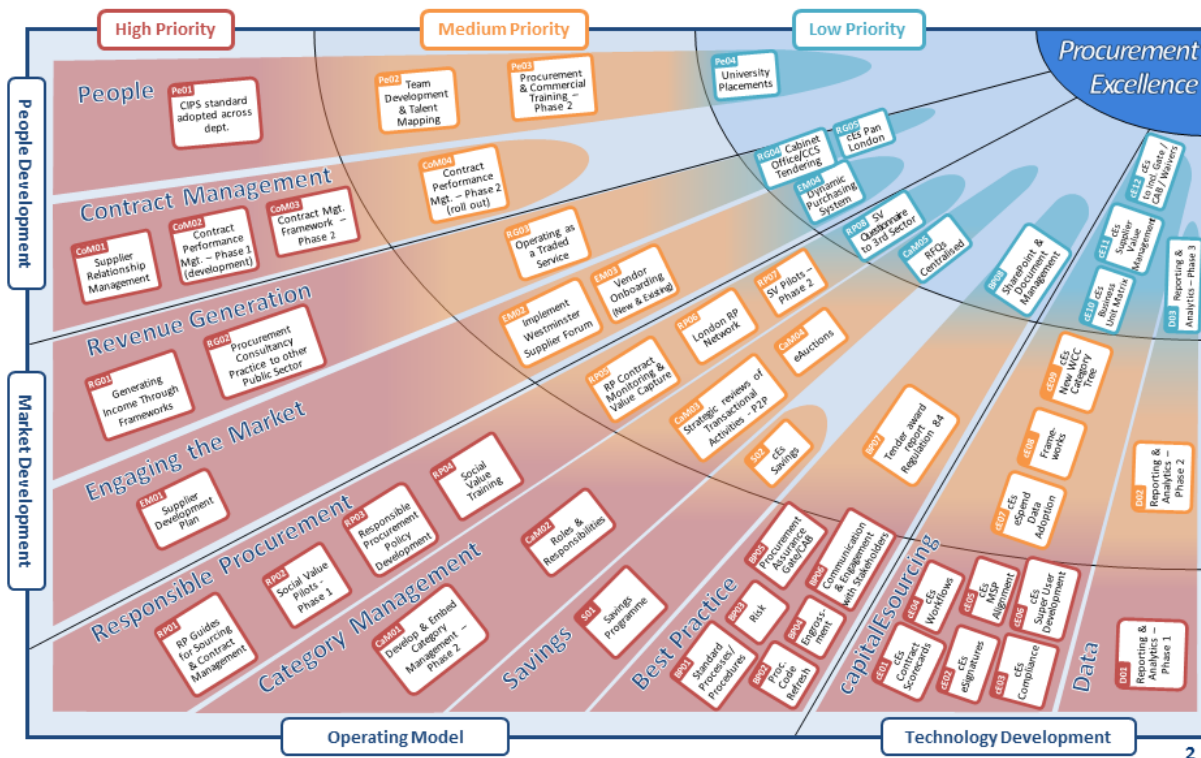 High Priority
Medium Priority
Low Priority
Procurement
Excellence
People Development
Market Development
Operating Model
Technology Development
People
Pe01
CIPS standard
adopted across
dept.
Pe02
Team
Development
& Talent
Mapping
Pe03
Procurement
& Commercial
Training –
Phase 2
Pe04
University
Placements
Contract Management
CoM01
Supplier
Relationship
Management
CoM02
Contract
Performance
Mgt. – Phase 1
(development)
CoM03
Contract Mgt.
Framework –
Phase 2
CoM04
Contract
Performance
Mgt. – Phase 2
(roll out)
Revenue Generation
RG01
Generating
Income Through
Frameworks
RG02
Procurement
Consultancy
Practice to other
Public Sector
RG03
Operating as
a Traded
Service
RG04
Cabinet
Office/CCS
Tendering
RG05
cEs Pan
London
Engaging the Market
EM01
Supplier
Development
Plan
EM02
Implement
Westminster
Supplier Forum
EM03
Vendor
Onboarding
(New & Existing)
EM04
Dynamic
Purchasing
System
Responsible Procurement
RP01
RP Guides
for Sourcing
& Contract
Management
RP02
Social Value
Pilots -
Phase 1
RP03
Responsible
Procurement
Policy
Development
RP04
Social
Value
Training
RP05
RP Contract
Monitoring &
Value Capture
RP06
London RP
Network
RP07
SV Pilots –
Phase 2
RP08
SV
Questionnaire
to 3rd Sector
Category Management
CaM01
Develop & Embed
Category
Management –
Phase 2
CaM02
Roles &
Responsibilities
CaM03
Strategic reviews of
Transactional
Activities - P2P
CaM04
eAuctions
CaM05
RFQs
Centralised
Savings
S01
Savings
Programme
S02
cEs
Savings
Best Practice
BP01
Standard
Processes/
Procedures
BP02
Proc.
Code
Refresh
BP03
Risk
BP04
Engross-
ment
BP05
Procurement
Assurance
Gate/CAB
BP06
Communication
& Engagement
with Stakeholders
BP07
Tender award
report
Regulation 84
BP08
SharePoint &
Document
Management
capitalEsourcing
cE01
cEs
Contract
Scorecards
cE02
cEs
eSignatures
cE03
cEs
Compliance
cE04
cEs
Workflows
cE05
cEs
MSP
Alignment
cE06
cEs
Super User
Development
cE07
cEs
eSpend
Data
Adoption
cE08
Frame-
works
cE09
cEs
New WCC
Category
Tree
cE10
cEs
Business
Unit Matrix
cE11
cEs
Supplier
Value
Management
cE12
cEs
to Incl. Gate /
CAB / Waivers
Data
D01
Reporting &
Analytics –
Phase 1
D02
Reporting &
Analytics –
Phase 2
D03
Reporting &
Analytics – Phase 3
2